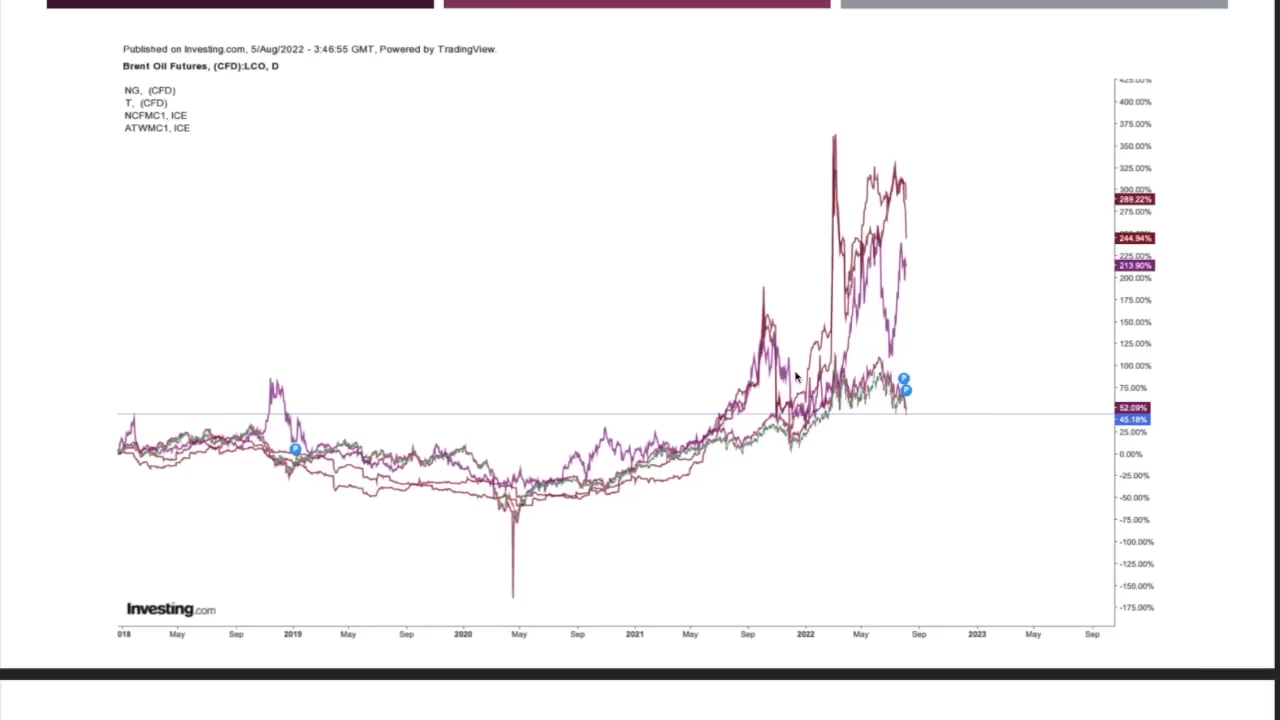 Published on Investing.com, 5/Aug/2022 - 3:46:55 GMT, Powered by TradingView.
Brent Oil Futures, (CFD):LCO, D
NG, (CFD)
T, (CFD)
NCFMC1, ICE
ATWMC1, ICE
425.00%
400.00%
375.00%
350.00%
325.00%
300.00%
289.22%
275.00%
244.94%
225.00%
213.90%
200.00%
175.00%
150.00%
125.00%
100.00%
75.00%
52.09%
45.18%
25.00%
0.00%
-25.00%
-50.00%
-75.00%
-100.00%
-125.00%
-150.00%
-175.00%
P
P
P
Investing.com
018 May Sep 2019 May Sep 2020 May Sep 2021 May Sep 2022 May Sep 2023 May Sep